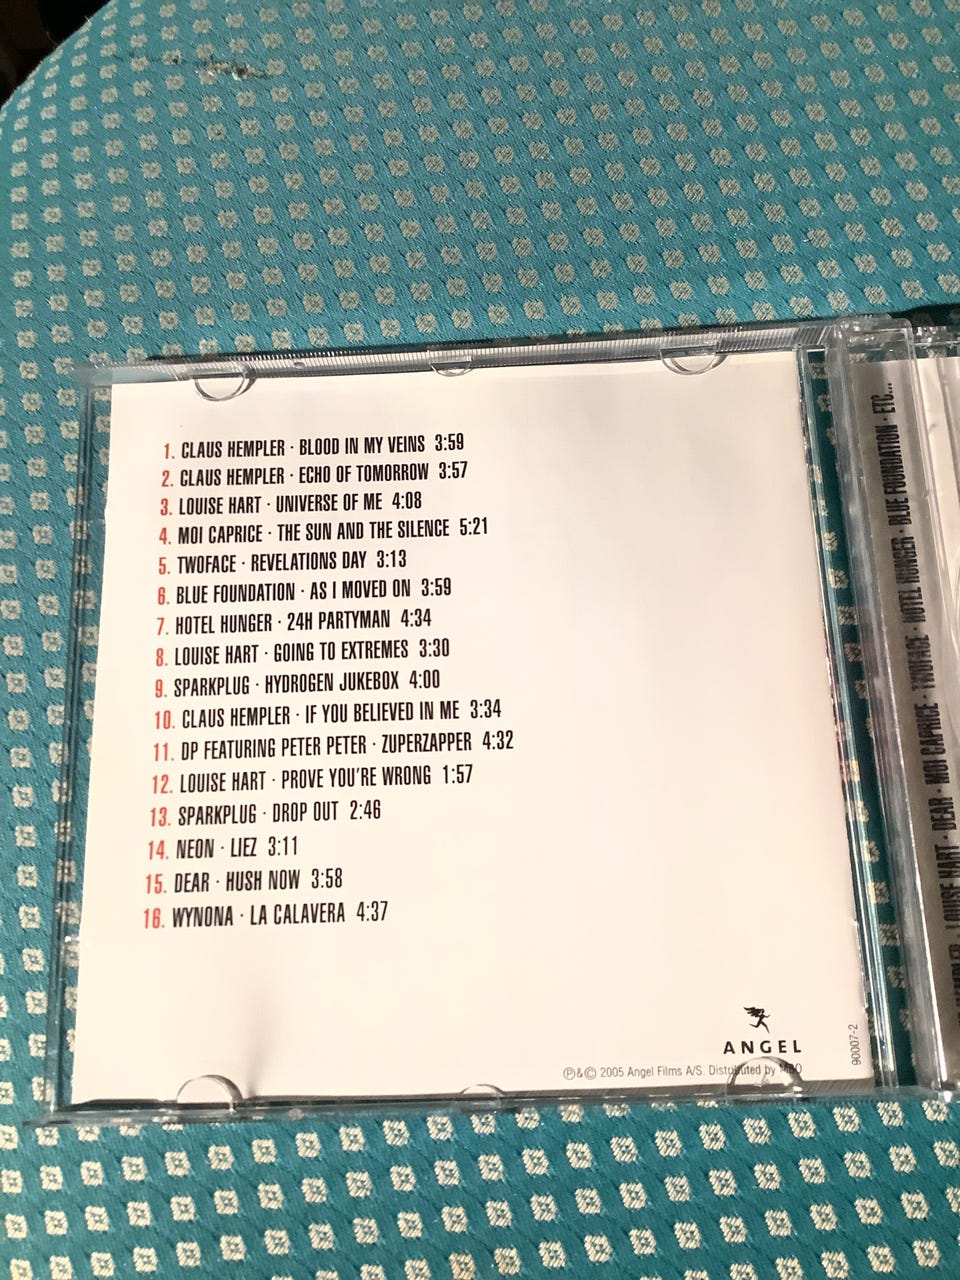 1. CLAUS HEMPLER · BLOOD IN MY VEINS 3:59
2. CLAUS HEMPLER · ECHO OF TOMORROW 3:57
3. LOUISE HART · UNIVERSE OF ME 4:08
4. MOI CAPRICE · THE SUN AND THE SILENCE 5:21
5. TWOFACE · REVELATIONS DAY 3:13
6. BLUE FOUNDATION · AS I MOVED ON 3:59
7. HOTEL HUNGER · 24H PARTYMAN 4:34
8. LOUISE HART · GOING TO EXTREMES 3:30
9. SPARKPLUG · HYDROGEN JUKEBOX 4:00
10. CLAUS HEMPLER · IF YOU BELIEVED IN ME 3:34
11. DP FEATURING PETER PETER · ZUPERZAPPER 4:32
12. LOUISE HART · PROVE YOU'RE WRONG 1:57
13. SPARKPLUG · DROP OUT 2:46
14. NEON · LIEZ 3:11
15. DEAR · HUSH NOW 3:58
16. WYNONA · LA CALAVERA 4:37
ANGEL
℗&© 2005 Angel Films A/S. Distributed by
90007-2
LOUISE HART · DEAR · MOI CAPRICE · TWOFACE · HOTEL HUNGER · BLUE FOUNDATION · ETC...